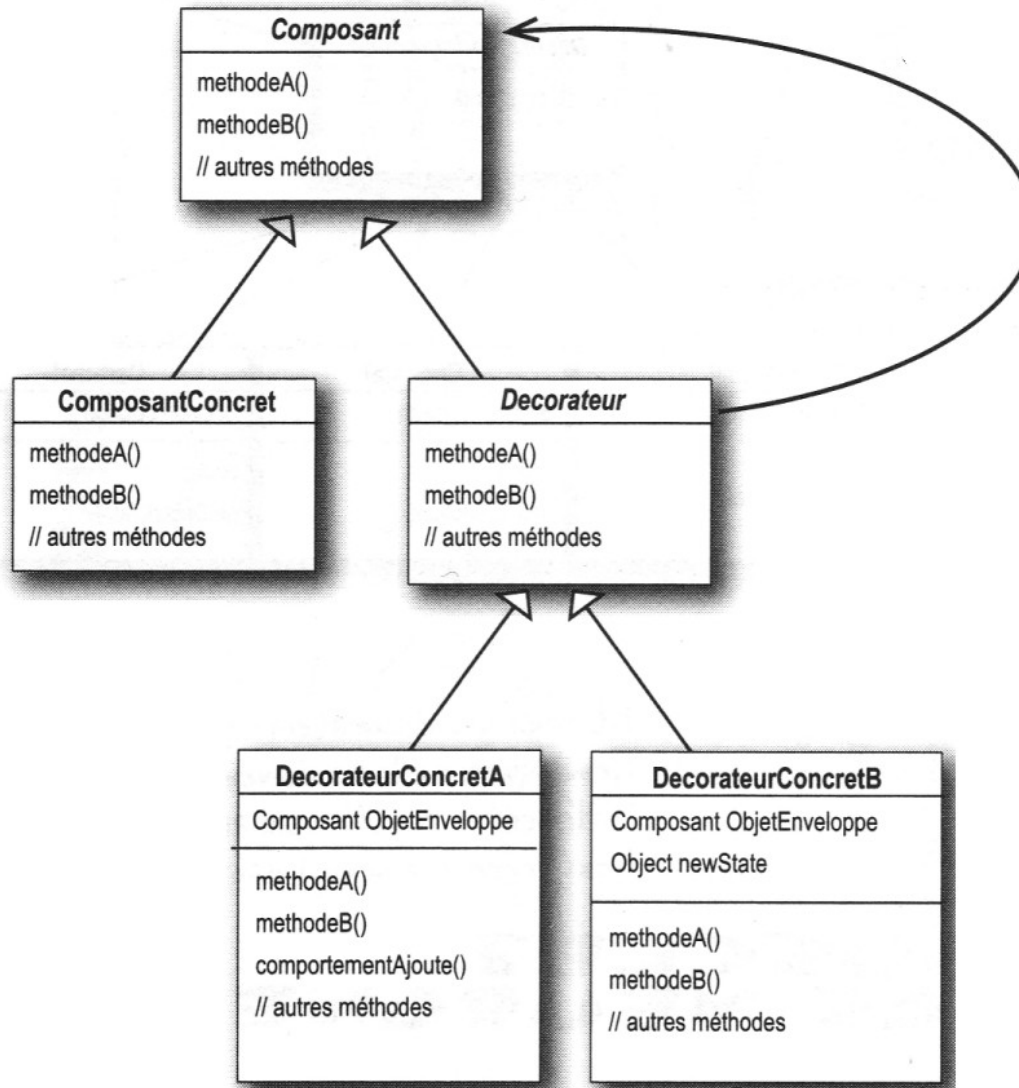 Composant
methodeA()
methodeB()
// autres méthodes
ComposantConcret
methodeA()
methodeB()
// autres méthodes
Decorateur
methodeA()
methodeB()
// autres méthodes
DecorateurConcretA
Composant ObjetEnveloppe
methodeA()
methodeB()
comportementAjoute()
// autres méthodes
DecorateurConcretB
Composant ObjetEnveloppe
Object newState
methodeA()
methodeB()
// autres méthodes